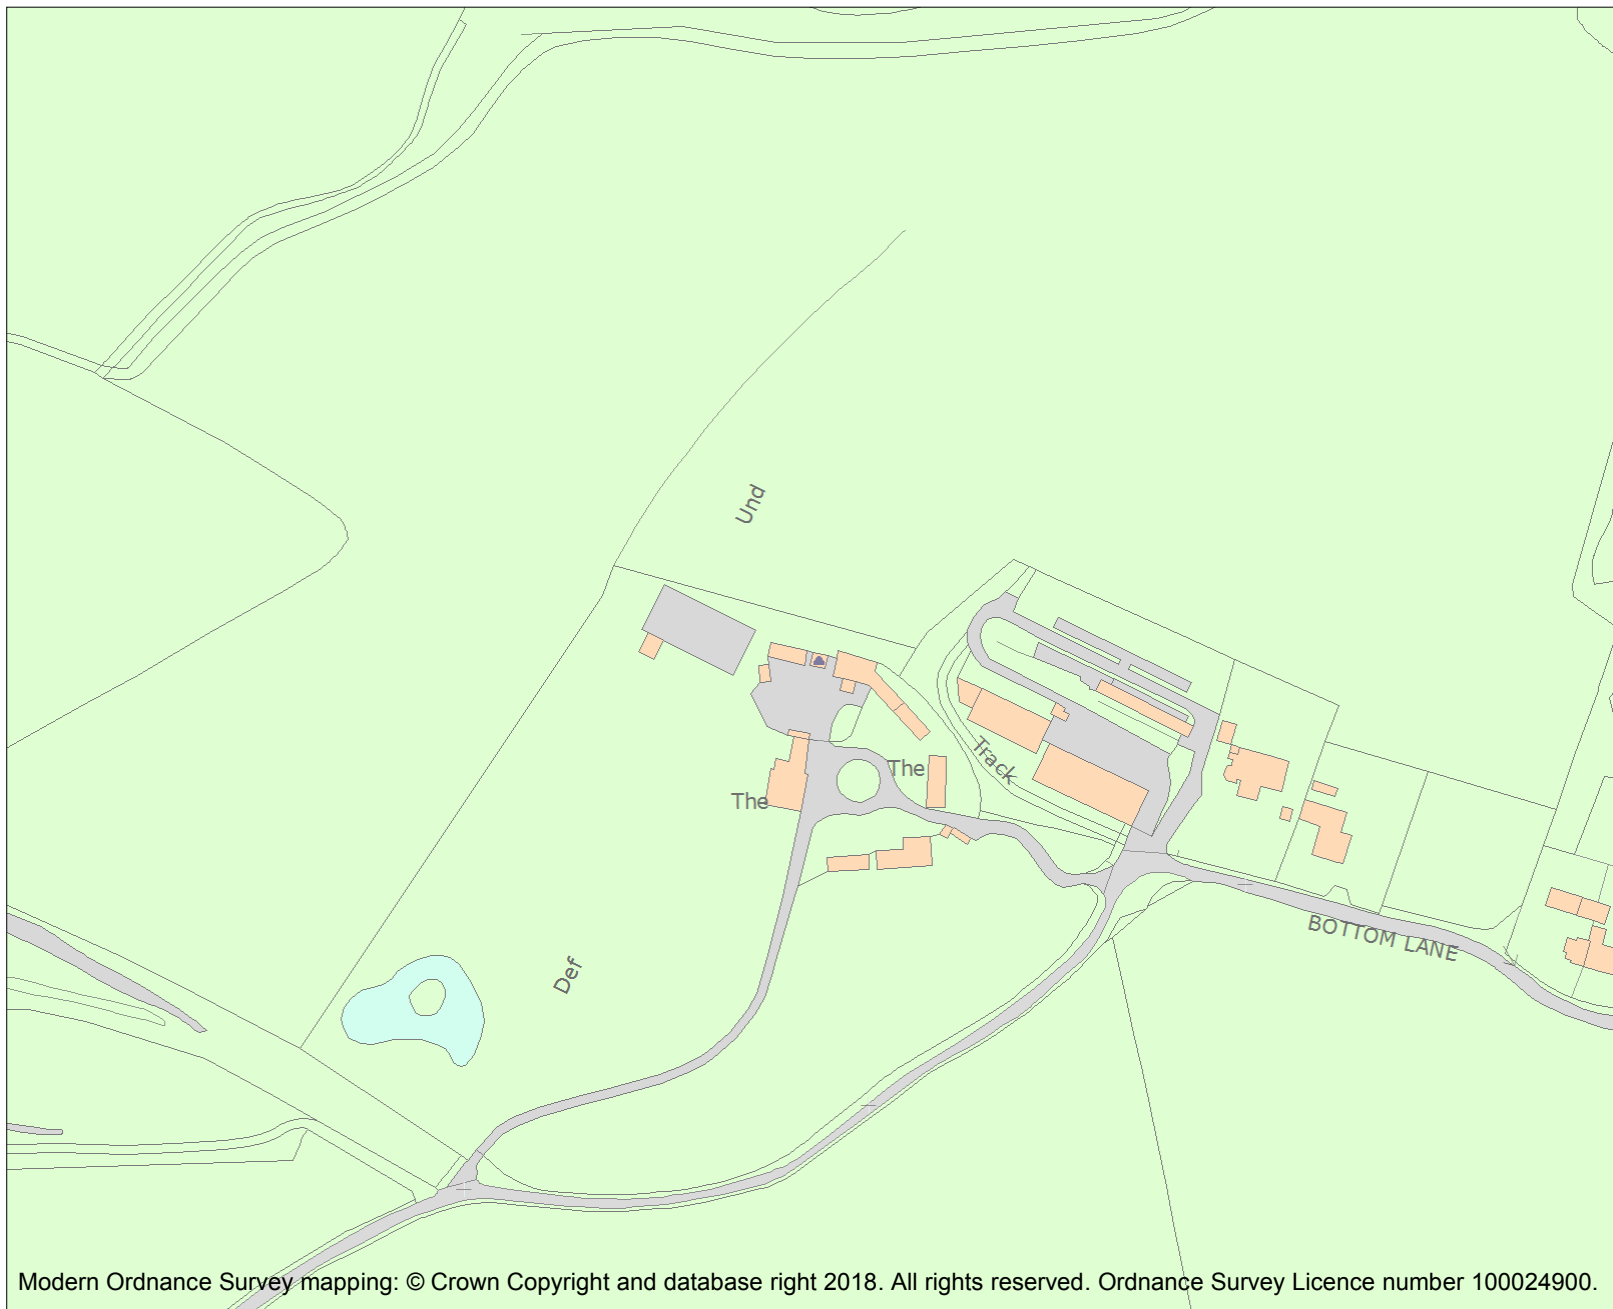 Und
Track
The
The
BOTTOM LANE
Def
Modern Ordnance Survey mapping: © Crown Copyright and database right 2018. All rights reserved. Ordnance Survey Licence number 100024900.